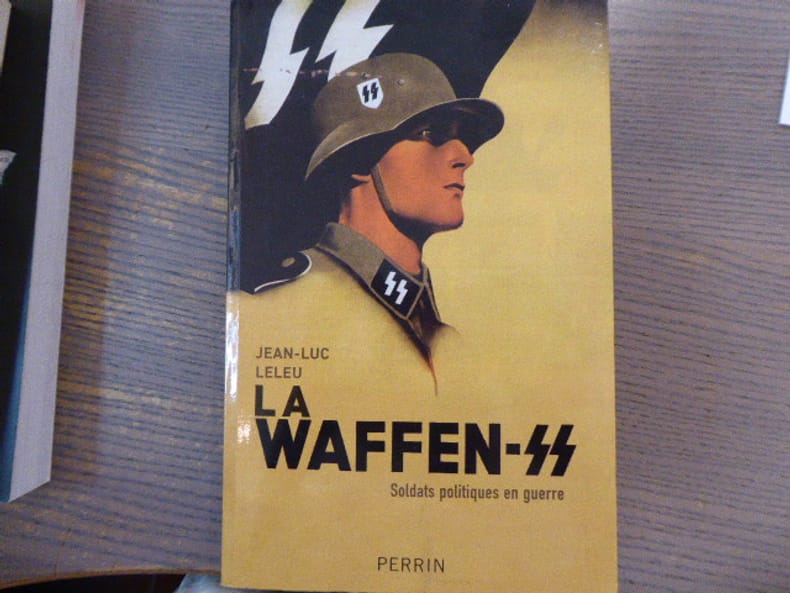 JEAN-LUC
LELEU
LA
WAFFEN-SS
Soldats politiques en guerre
PERRIN